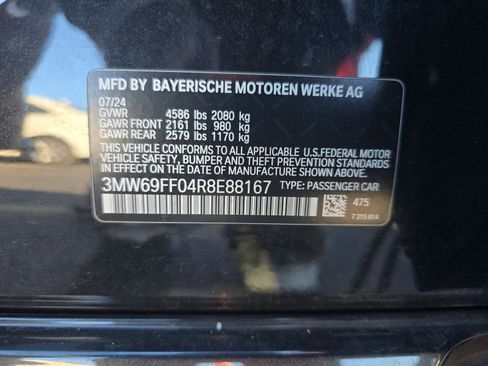 MFD BY BAYERISCHE MOTOREN WERKE AG
07/24
GVWR 4586 lbs 2080 kg
GAWR FRONT 2161 lbs 980 kg
GAWR REAR 2579 lbs 1170 kg
THIS VEHICLE CONFORMS TO ALL APPLICABLE U.S.FEDERAL MOTOR
VEHICLE SAFETY, BUMPER AND THEFT PREVENTION STANDARDS
IN EFFECT ON THE DATE OF MANUFACTURE SHOWN ABOVE.
3MW69FF04R8E88167 TYPE: PASSENGER CAR
475
7 315 814